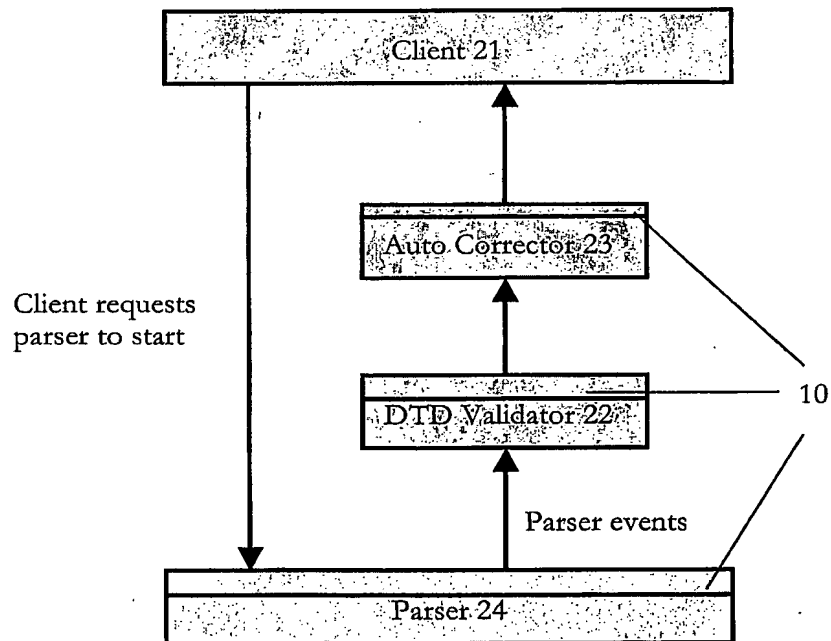 Client 21
Auto Corrector 23
Client requests
parser to start
10
DTD Validator 22
Parser events
Parser 24